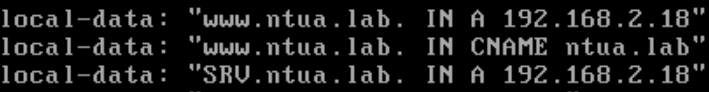 local-data: "www.ntua.lab. IN A 192.168.2.18"
local-data: "www.ntua.lab. IN CNAME ntua.lab"
local-data: "SRV.ntua.lab. IN A 192.168.2.18"